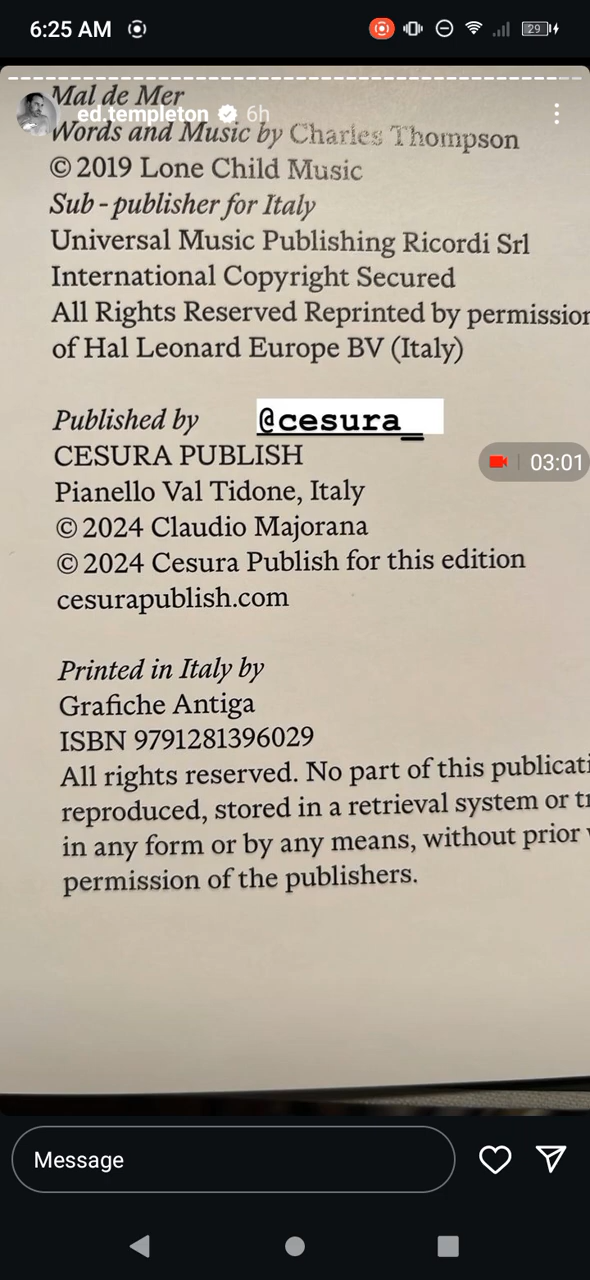 6:25 AM
29
Mal de Mer
ed.templeton 6h
Words and Music by Charles Thompson
© 2019 Lone Child Music
Sub - publisher for Italy
Universal Music Publishing Ricordi Srl
International Copyright Secured
All Rights Reserved Reprinted by permission
of Hal Leonard Europe BV (Italy)
Published by @cesura_
CESURA PUBLISH
03:01
Pianello Val Tidone, Italy
© 2024 Claudio Majorana
© 2024 Cesura Publish for this edition
cesurapublish.com
Printed in Italy by
Grafiche Antiga
ISBN 9791281396029
All rights reserved. No part of this publicati
reproduced, stored in a retrieval system or tr
in any form or by any means, without prior
permission of the publishers.
Message